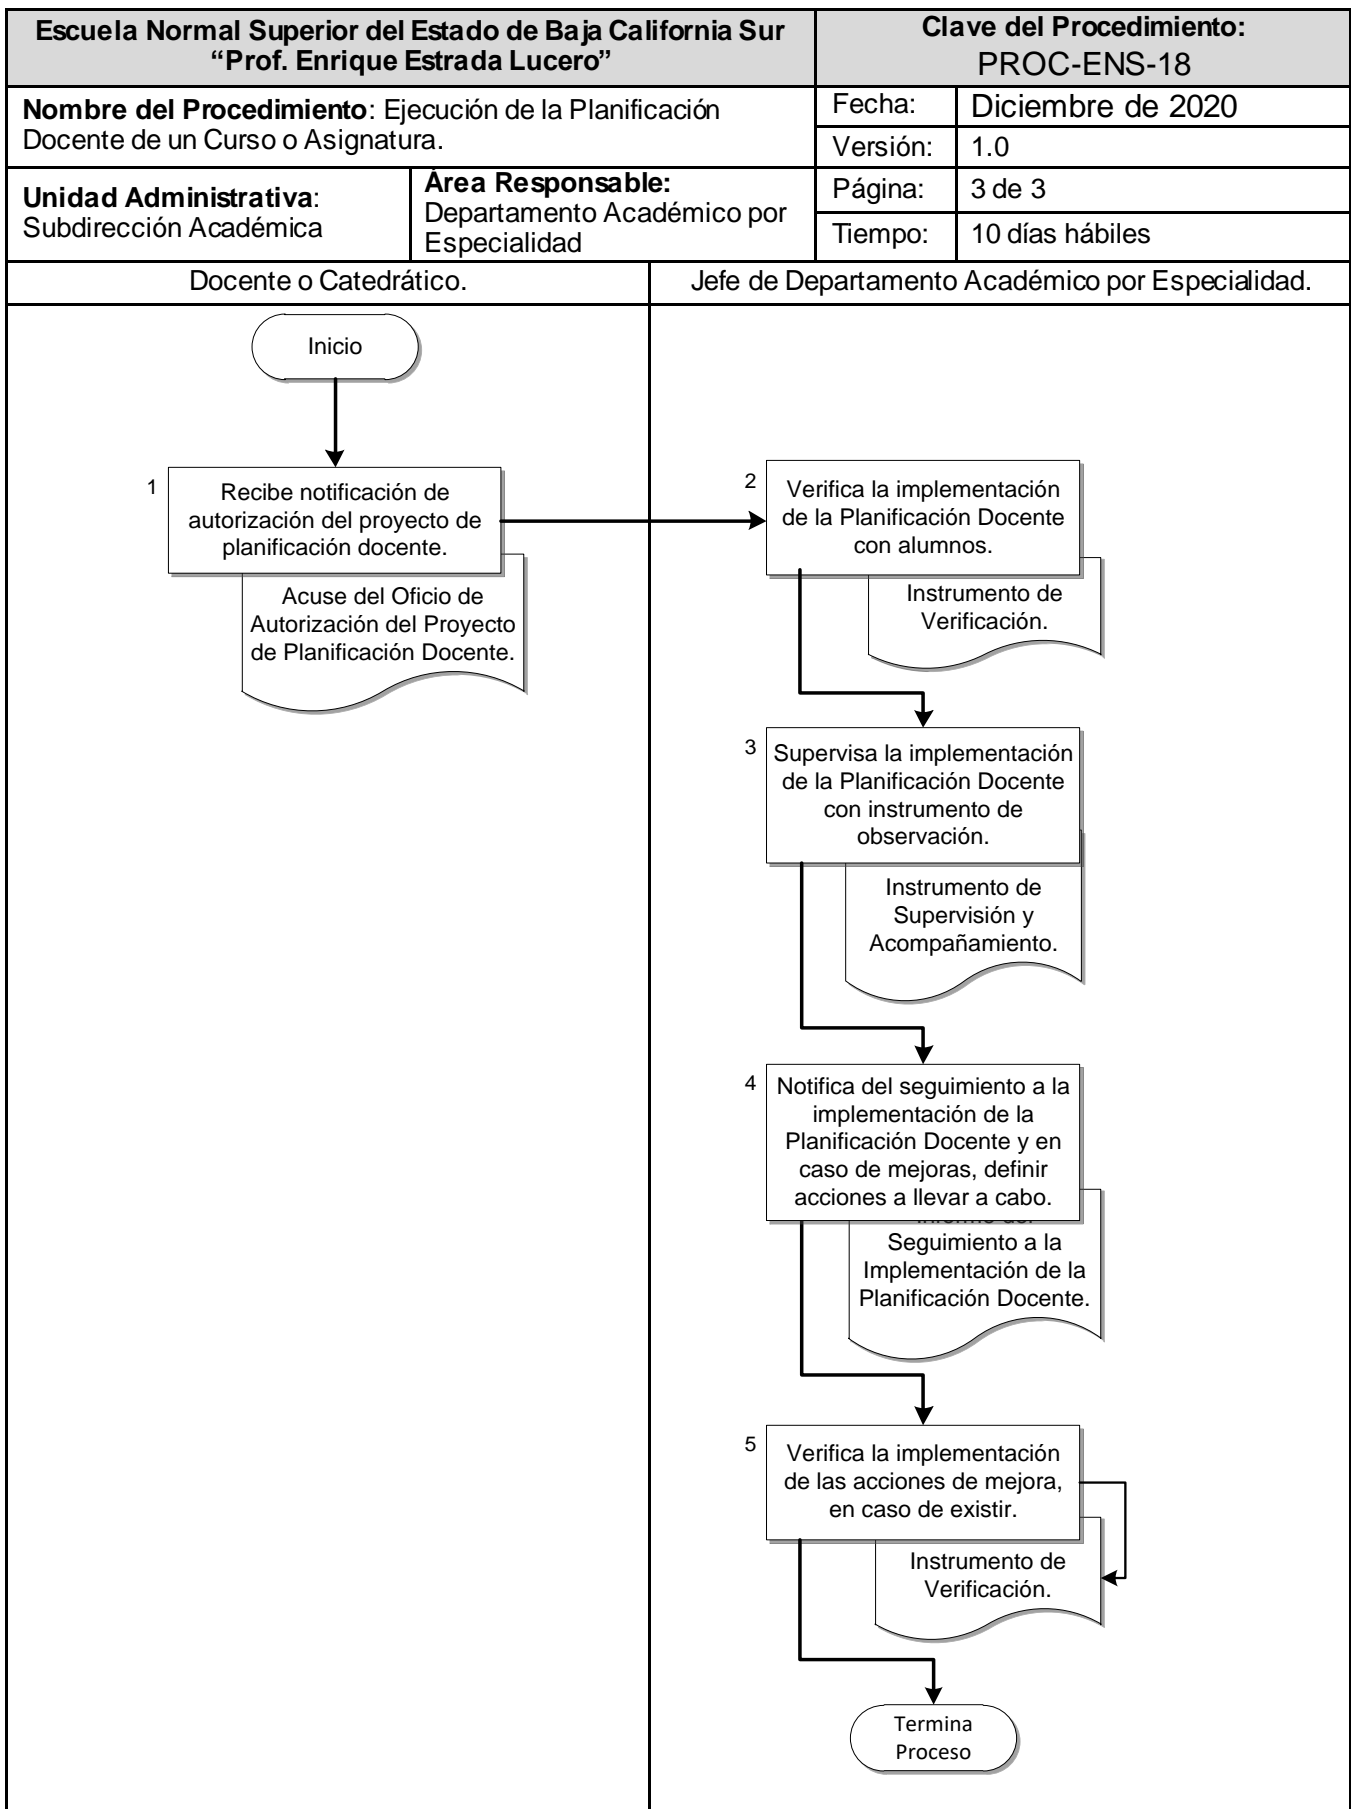 Escuela Normal Superior del Estado de Baja California Sur
“Prof. Enrique Estrada Lucero”
Clave del Procedimiento:
PROC-ENS-18
Nombre del Procedimiento: Ejecución de la Planificación
Docente de un Curso o Asignatura.
Fecha: Diciembre de 2020
Versión: 1.0
Unidad Administrativa:
Subdirección Académica
Área Responsable:
Departamento Académico por
Especialidad
Página: 3 de 3
Tiempo: 10 días hábiles
Docente o Catedrático.
Jefe de Departamento Académico por Especialidad.
Inicio
1
Recibe notificación de
autorización del proyecto de
planificación docente.
Acuse del Oficio de
Autorización del Proyecto
de Planificación Docente.
2
Verifica la implementación
de la Planificación Docente
con alumnos.
Instrumento de
Verificación.
3
Supervisa la implementación
de la Planificación Docente
con instrumento de
observación.
Instrumento de
Supervisión y
Acompañamiento.
4
Notifica del seguimiento a la
implementación de la
Planificación Docente y en
caso de mejoras, definir
acciones a llevar a cabo.
Seguimiento a la
Implementación de la
Planificación Docente.
5
Verifica la implementación
de las acciones de mejora,
en caso de existir.
Instrumento de
Verificación.
Termina
Proceso